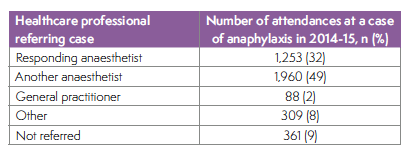 Healthcare professional Number of attendances at a case
referring case of anaphylaxis in 2014-15, n (%)
Responding anaesthetist 1,253 (32)
Another anaesthetist 1,960 (49)
General practitioner 88 (2)
Other 309 (8)
Not referred 361 (9)